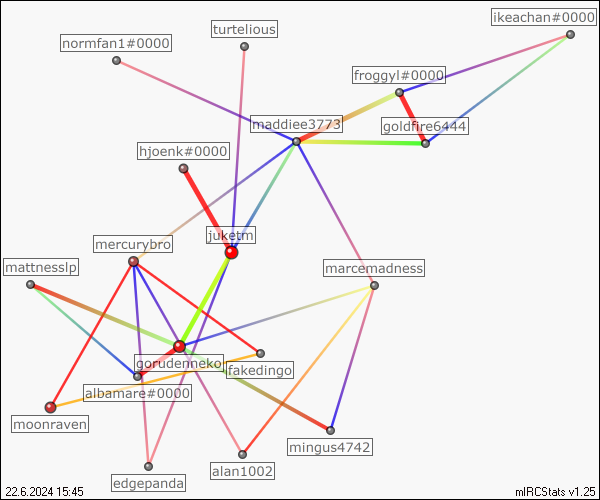 ikeachan#0000
turtelious
normfan1#0000
froggyl#0000
maddiee3773
goldfire6444
hjoenk#0000
juketm
mercurybro
mattnesslp
marcemadness
gorudenneko
fakedingo
albamare#0000
moonraven
mingus4742
alan1002
edgepanda
22.6.2024 15:45
mIRCStats v1.25